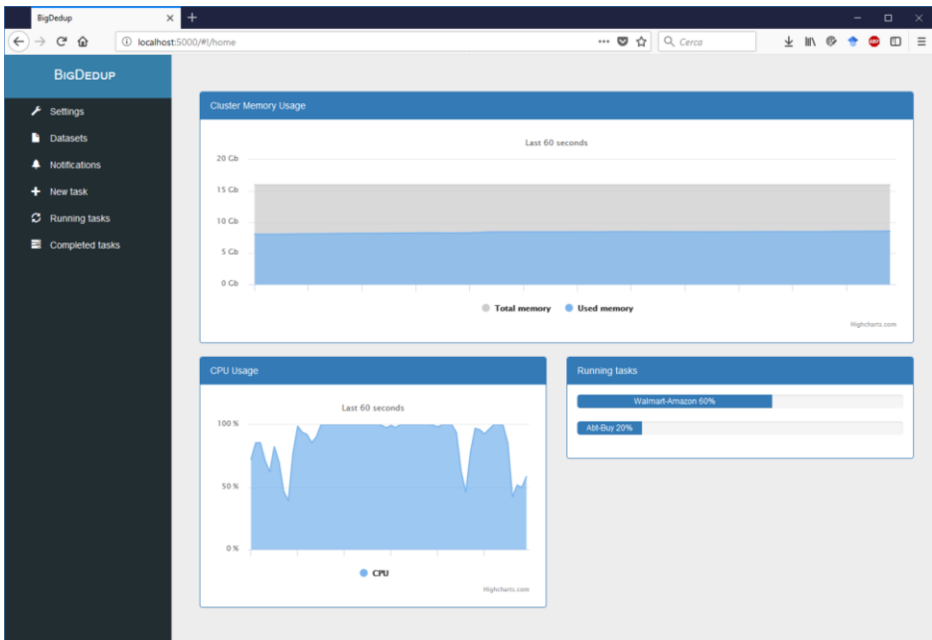 BigDedup
localhost:5000/#!/home
Cerca
BIGDEDUP
Settings
Datasets
Notifications
New task
Running tasks
Completed tasks
Cluster Memory Usage
Last 60 seconds
20 Gb
15 Gb
10 Gb
5 Gb
0 Gb
Total memory
Used memory
Highcharts.com
CPU Usage
Last 60 seconds
100 %
50 %
0 %
CPU
Highcharts.com
Running tasks
Walmart-Amazon 60%
Abt-Buy 20%